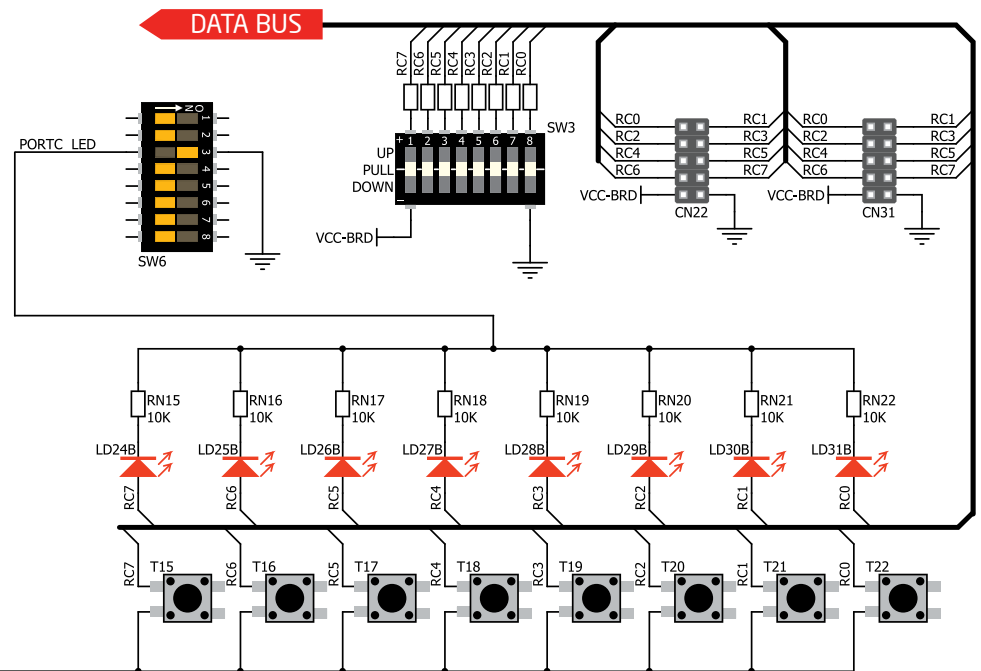 DATA BUS
RC7 RC6 RC5 RC4 RC3 RC2 RC1 RC0
SW3
+ 1 2 3 4 5 6 7 8
UP
PULL
DOWN
−
VCC-BRD
PORTC LED
ON
1
2
3
4
5
6
7
8
SW6
RC0 RC1 RC0 RC1
RC2 RC3 RC2 RC3
RC4 RC5 RC4 RC5
RC6 RC7 RC6 RC7
VCC-BRD VCC-BRD
CN22 CN31
RN15 RN16 RN17 RN18 RN19 RN20 RN21 RN22
10K 10K 10K 10K 10K 10K 10K 10K
LD24B LD25B LD26B LD27B LD28B LD29B LD30B LD31B
RC7 RC6 RC5 RC4 RC3 RC2 RC1 RC0
RC7 RC6 RC5 RC4 RC3 RC2 RC1 RC0
T15 T16 T17 T18 T19 T20 T21 T22